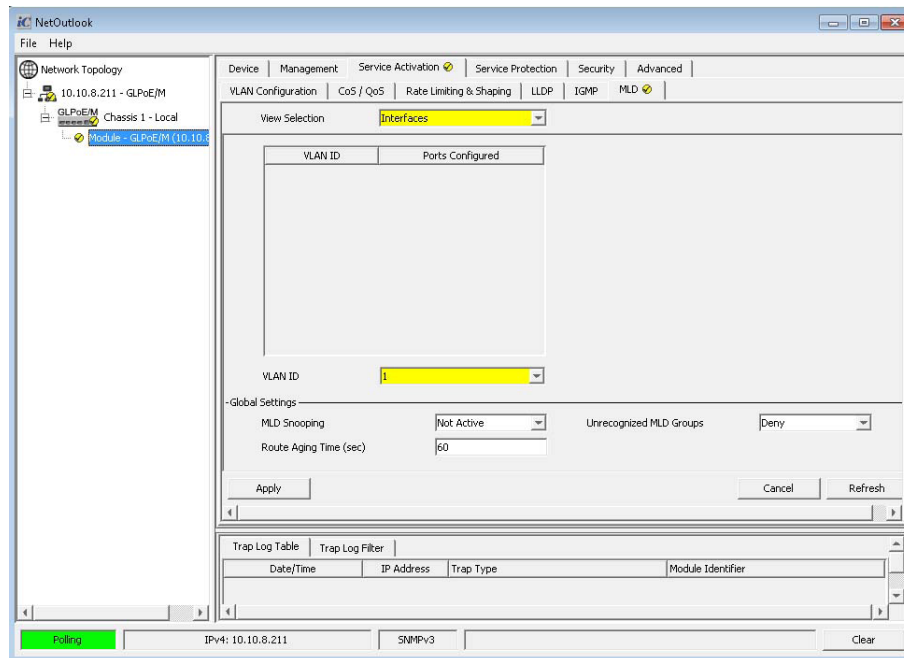 iC NetOutlook
File Help
Network Topology
10.10.8.211 - GLPoE/M
GLPoE/M Chassis 1 - Local
Module - GLPoE/M (10.10.8
Device Management Service Activation Service Protection Security Advanced
VLAN Configuration CoS / QoS Rate Limiting & Shaping LLDP IGMP MLD
View Selection Interfaces
VLAN ID Ports Configured
VLAN ID 1
Global Settings
MLD Snooping Not Active Unrecognized MLD Groups Deny
Route Aging Time (sec) 60
Apply Cancel Refresh
Trap Log Table Trap Log Filter
Date/Time IP Address Trap Type Module Identifier
Polling IPv4: 10.10.8.211 SNMPv3 Clear